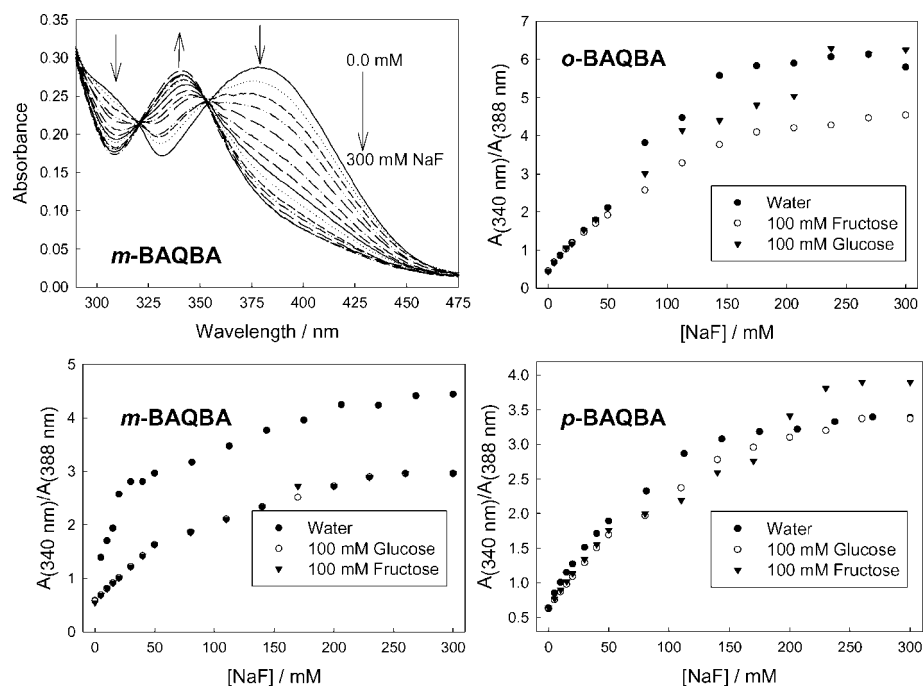 0.35
0.30
0.25
0.20
0.15
0.10
0.05
0.00
Absorbance
0.0 mM
300 mM NaF
m-BAQBA
300 325 350 375 400 425 450 475
Wavelength / nm
7
6
5
4
3
2
1
0
A(340 nm)/A(388 nm)
o-BAQBA
Water
100 mM Fructose
100 mM Glucose
0 50 100 150 200 250 300
[NaF] / mM
5
4
3
2
1
0
A(340 nm)/A(388 nm)
m-BAQBA
Water
100 mM Glucose
100 mM Fructose
0 50 100 150 200 250 300
[NaF] / mM
4.0
3.5
3.0
2.5
2.0
1.5
1.0
0.5
A(340 nm)/A(388 nm)
p-BAQBA
Water
100 mM Glucose
100 mM Fructose
0 50 100 150 200 250 300
[NaF] / mM